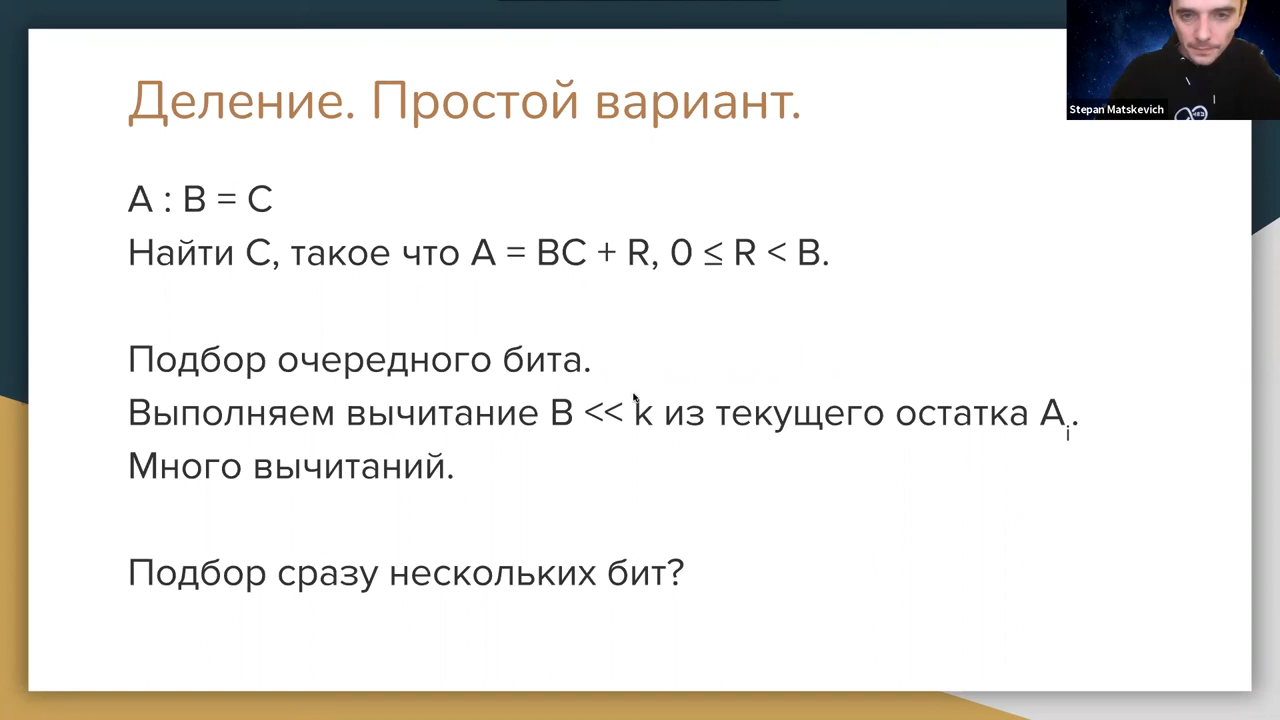 Деление. Простой вариант.
Stepan Matskevich
A : B = C
Найти C, такое что A = BC + R, 0 ≤ R < B.
Подбор очередного бита.
Выполняем вычитание B << k из текущего остатка A_i.
Много вычитаний.
Подбор сразу нескольких бит?